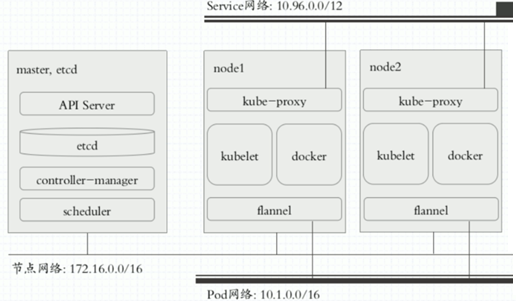 Service网络: 10.96.0.0/12
master, etcd
API Server
etcd
controller-manager
scheduler
node1
kube-proxy
kubelet
docker
flannel
node2
kube-proxy
kubelet
docker
flannel
节点网络: 172.16.0.0/16
Pod网络: 10.1.0.0/16